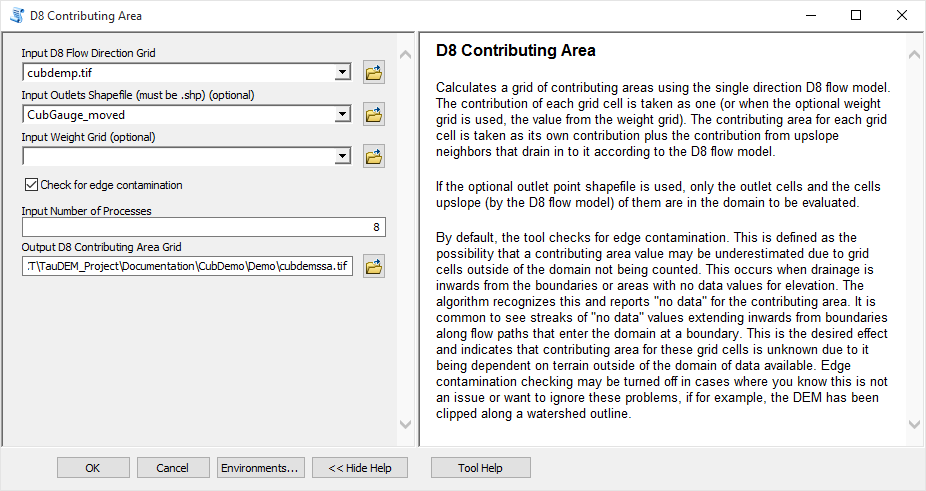 D8 Contributing Area
Input D8 Flow Direction Grid
cubdemp.tif
Input Outlets Shapefile (must be .shp) (optional)
CubGauge_moved
Input Weight Grid (optional)
Check for edge contamination
Input Number of Processes
8
Output D8 Contributing Area Grid
:T\TauDEM_Project\Documentation\CubDemo\Demo\cubdemssa.tif
D8 Contributing Area
Calculates a grid of contributing areas using the single direction D8 flow model.
The contribution of each grid cell is taken as one (or when the optional weight
grid is used, the value from the weight grid). The contributing area for each grid
cell is taken as its own contribution plus the contribution from upslope
neighbors that drain in to it according to the D8 flow model.
If the optional outlet point shapefile is used, only the outlet cells and the cells
upslope (by the D8 flow model) of them are in the domain to be evaluated.
By default, the tool checks for edge contamination. This is defined as the
possibility that a contributing area value may be underestimated due to grid
cells outside of the domain not being counted. This occurs when drainage is
inwards from the boundaries or areas with no data values for elevation. The
algorithm recognizes this and reports "no data" for the contributing area. It is
common to see streaks of "no data" values extending inwards from boundaries
along flow paths that enter the domain at a boundary. This is the desired effect
and indicates that contributing area for these grid cells is unknown due to it
being dependent on terrain outside of the domain of data available. Edge
contamination checking may be turned off in cases where you know this is not
an issue or want to ignore these problems, if for example, the DEM has been
clipped along a watershed outline.
OK
Cancel
Environments...
<< Hide Help
Tool Help